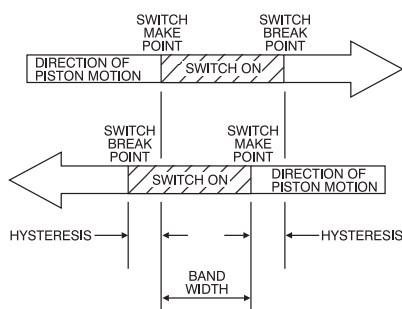 SWITCH
MAKE
POINT
SWITCH
BREAK
POINT
DIRECTION OF
PISTON MOTION
SWITCH ON
SWITCH
BREAK
POINT
SWITCH
MAKE
POINT
SWITCH ON
DIRECTION OF
PISTON MOTION
HYSTERESIS
HYSTERESIS
BAND
WIDTH